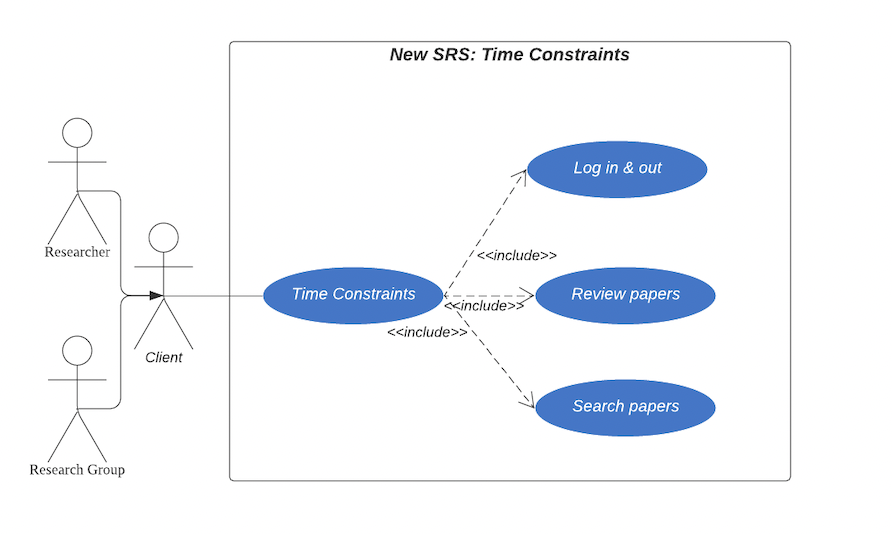 New SRS: Time Constraints
Log in & out
Researcher
<<include>>
Time Constraints
Review papers
<<include>>
<<include>>
Client
Search papers
Research Group